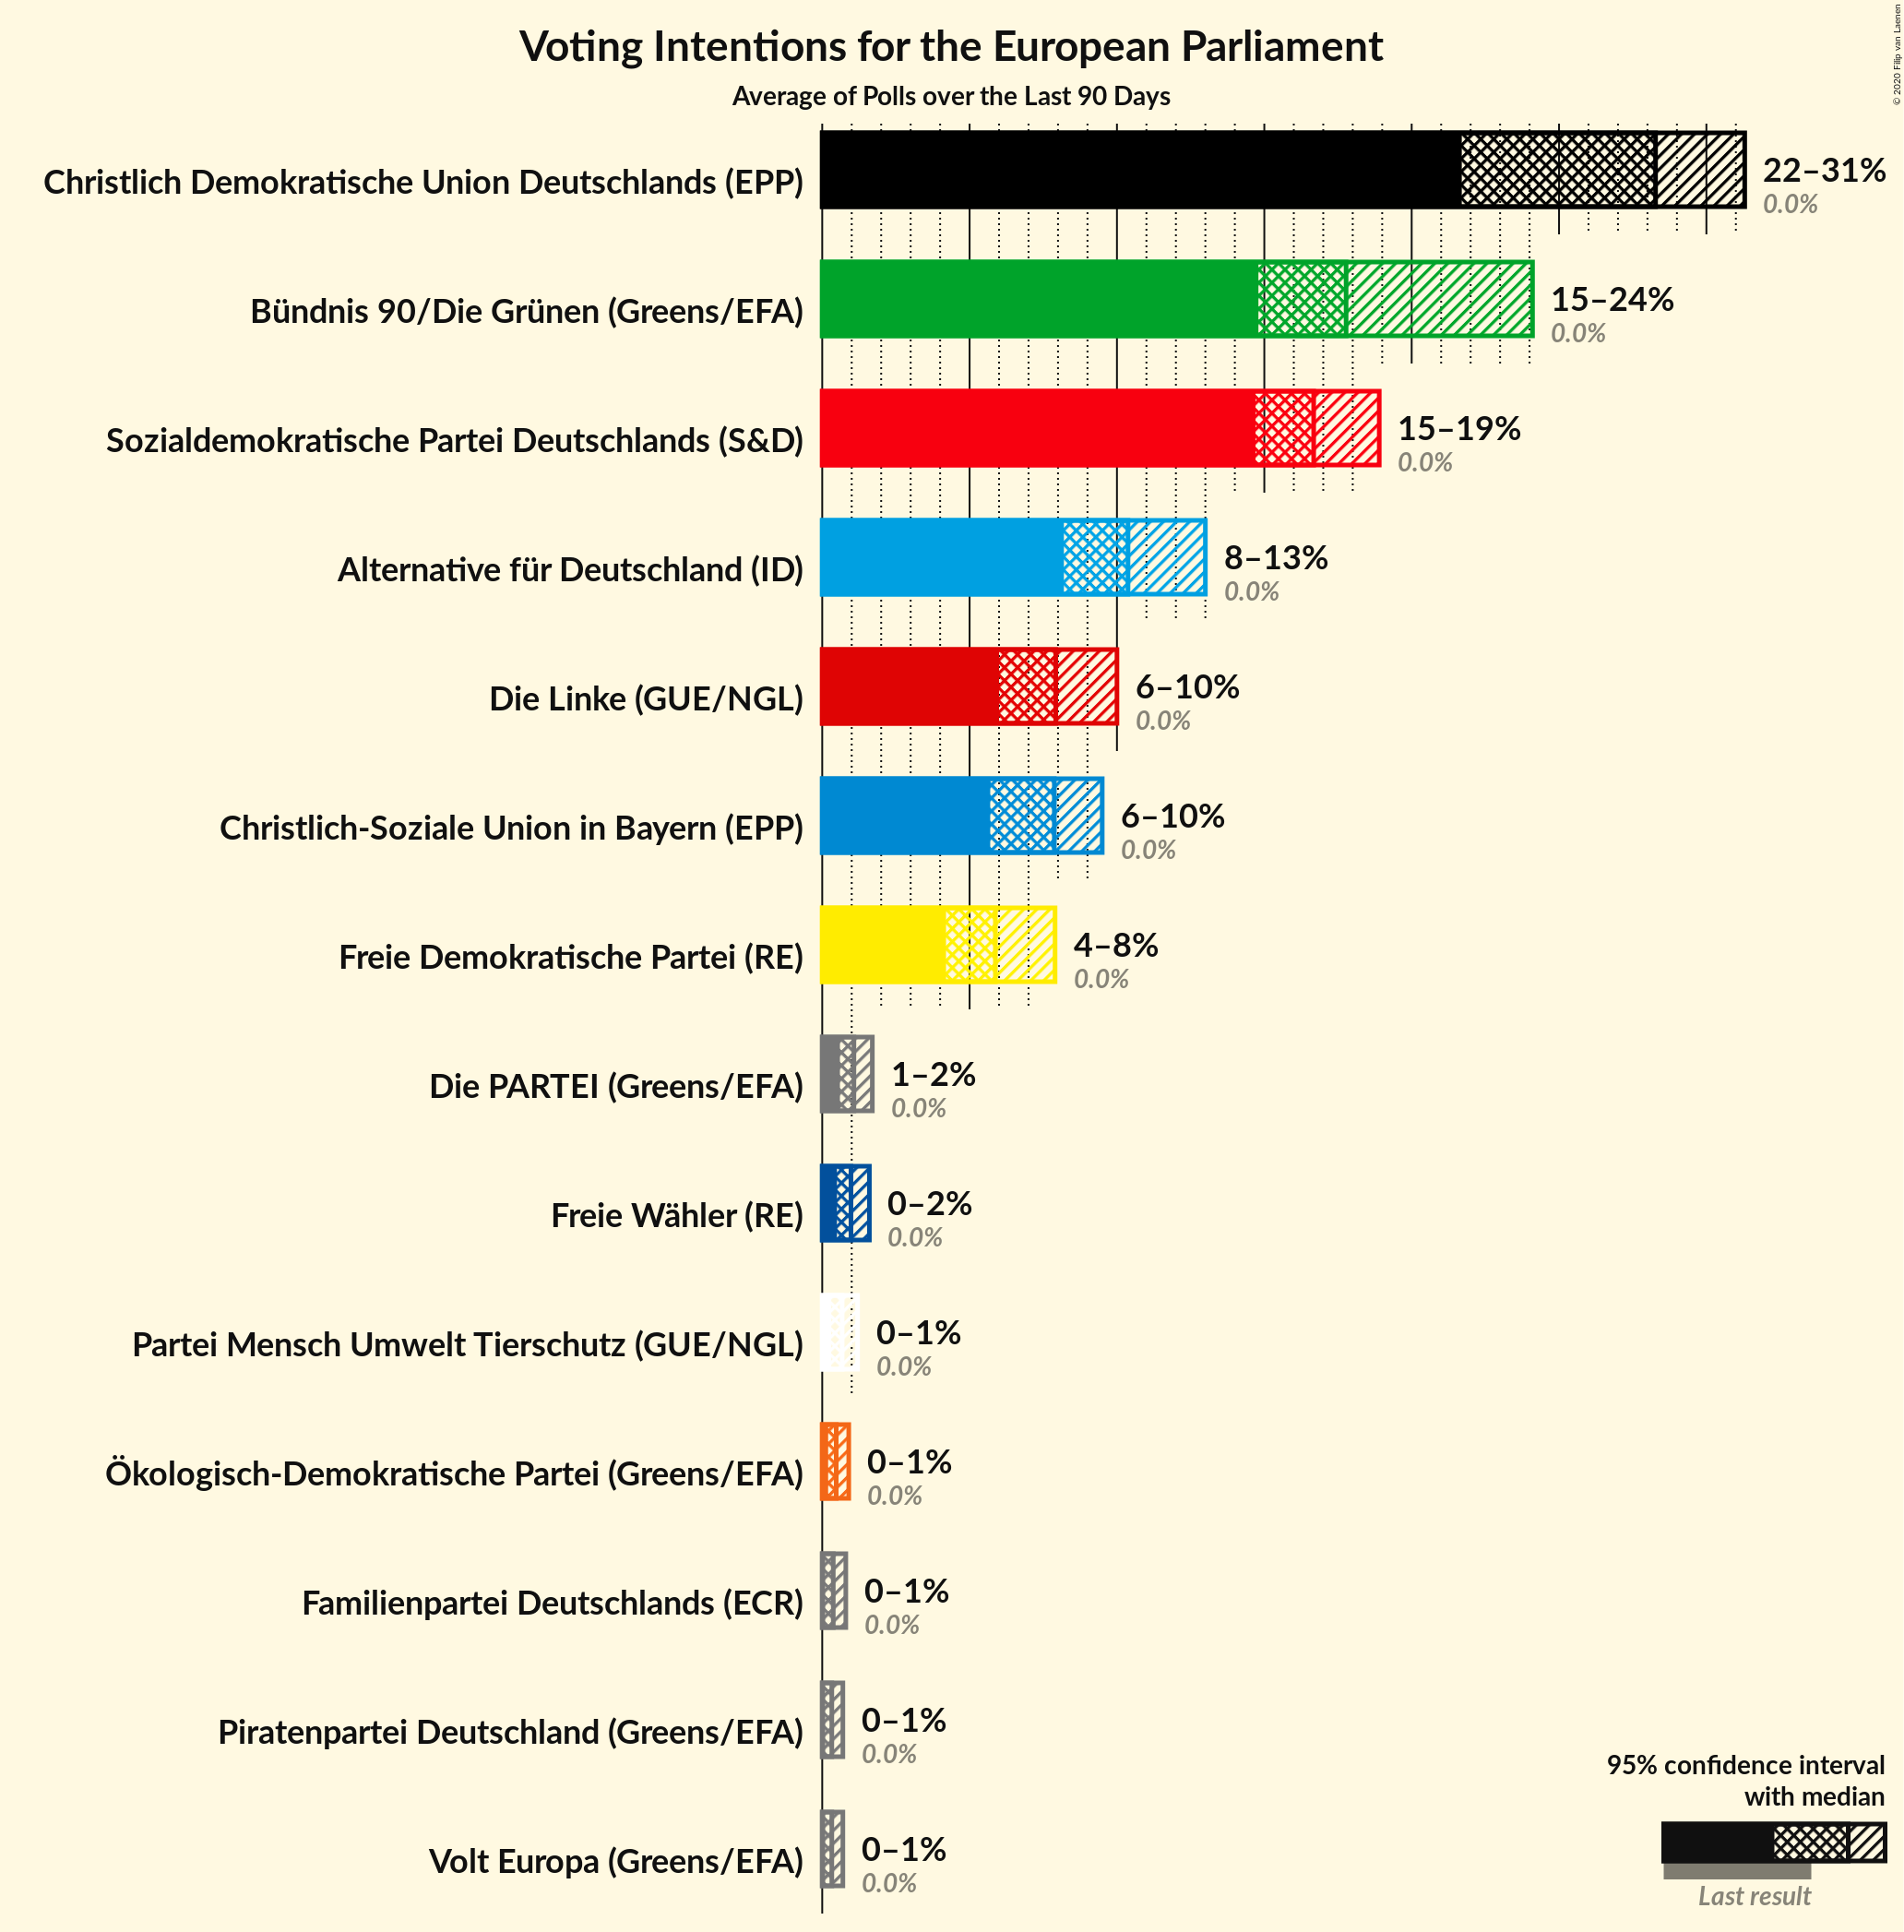 Voting Intentions for the European Parliament
Average of Polls over the Last 90 Days
© 2020 Filip van Laenen
Christlich Demokratische Union Deutschlands (EPP)
22–31%
0.0%
Bündnis 90/Die Grünen (Greens/EFA)
15–24%
0.0%
Sozialdemokratische Partei Deutschlands (S&D)
15–19%
0.0%
Alternative für Deutschland (ID)
8–13%
0.0%
Die Linke (GUE/NGL)
6–10%
0.0%
Christlich-Soziale Union in Bayern (EPP)
6–10%
0.0%
Freie Demokratische Partei (RE)
4–8%
0.0%
Die PARTEI (Greens/EFA)
1–2%
0.0%
Freie Wähler (RE)
0–2%
0.0%
Partei Mensch Umwelt Tierschutz (GUE/NGL)
0–1%
0.0%
Ökologisch-Demokratische Partei (Greens/EFA)
0–1%
0.0%
Familienpartei Deutschlands (ECR)
0–1%
0.0%
Piratenpartei Deutschland (Greens/EFA)
0–1%
0.0%
Volt Europa (Greens/EFA)
0–1%
0.0%
95% confidence interval
with median
Last result